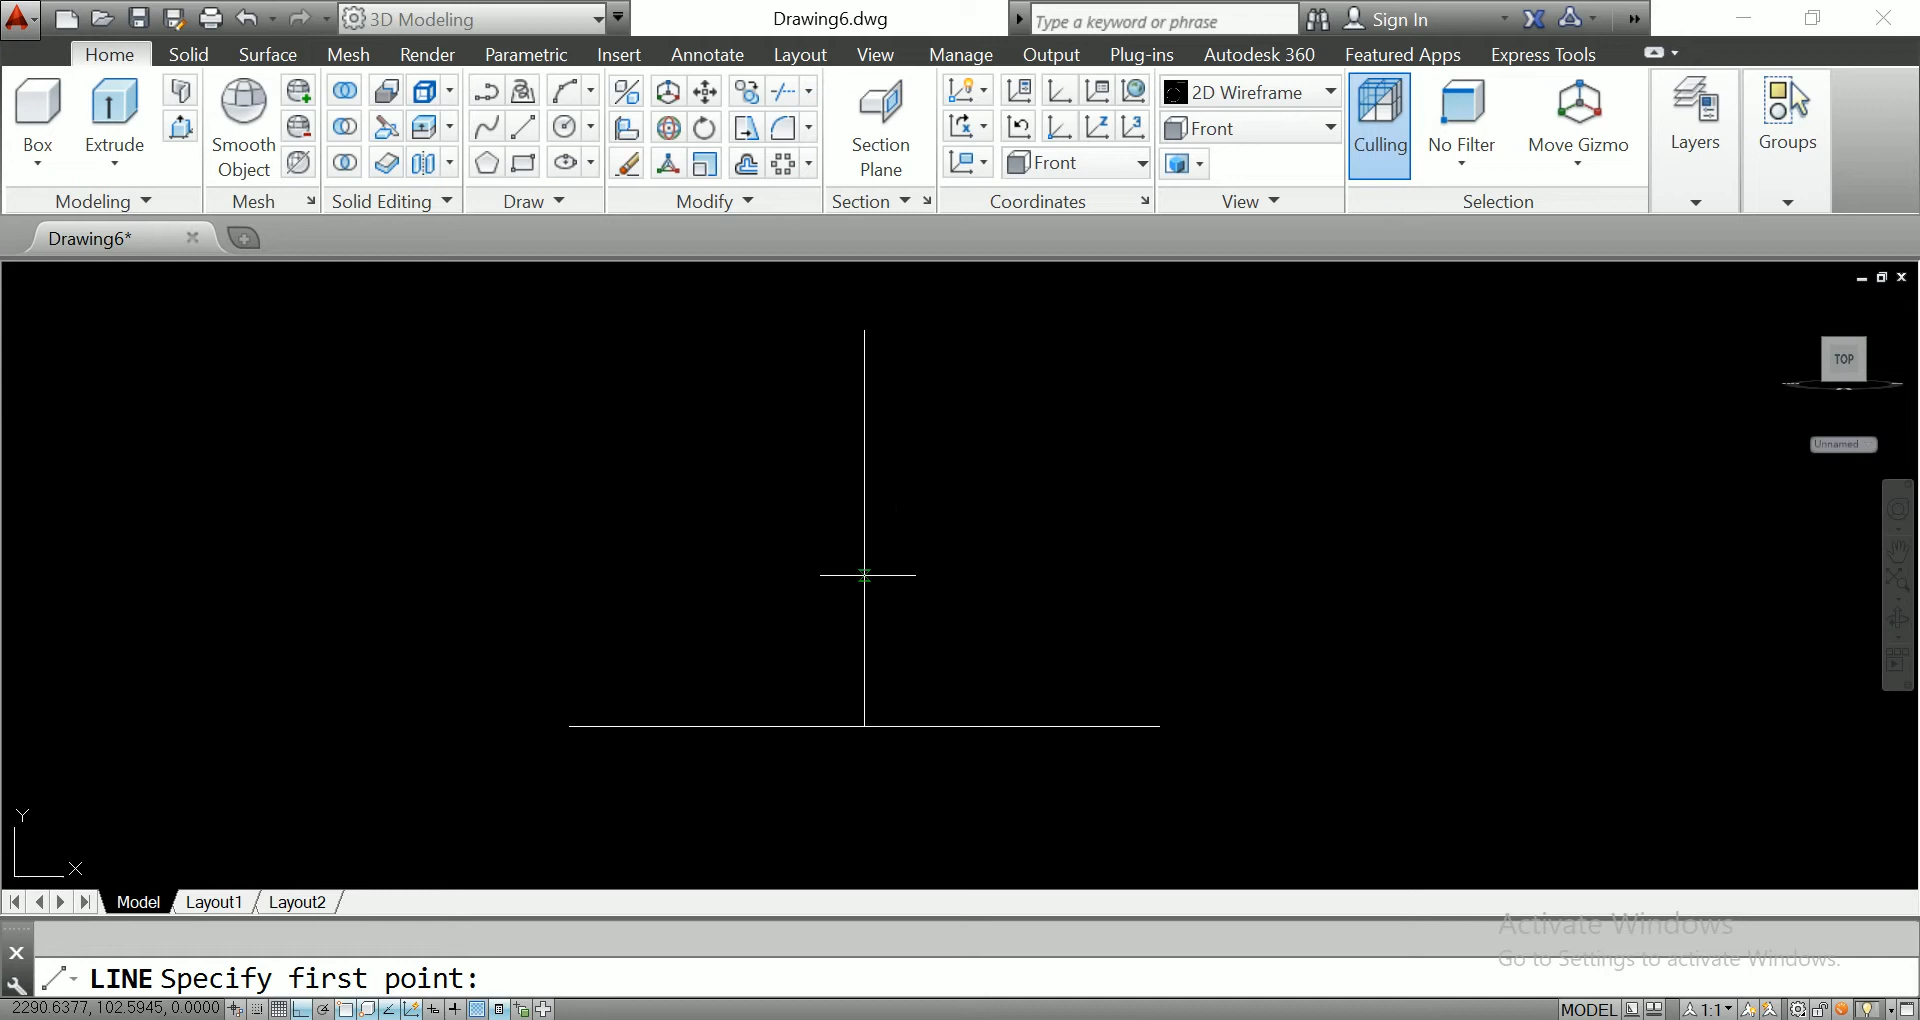 3D Modeling
Drawing6.dwg
Type a keyword or phrase
Sign In
Home Solid Surface Mesh Render Parametric Insert Annotate Layout View Manage Output Plug-ins Autodesk 360 Featured Apps Express Tools
2D Wireframe
Front
Front
Box Extrude Smooth Object Section Plane Culling No Filter Move Gizmo Layers Groups
Modeling Mesh Solid Editing Draw Modify Section Coordinates View Selection
Drawing6*
TOP
Unnamed
Y
X
Model Layout1 Layout2
Activate Windows
Go to Settings to activate Windows.
LINE Specify first point:
2290.6377, 102.5945, 0.0000
MODEL 1:1